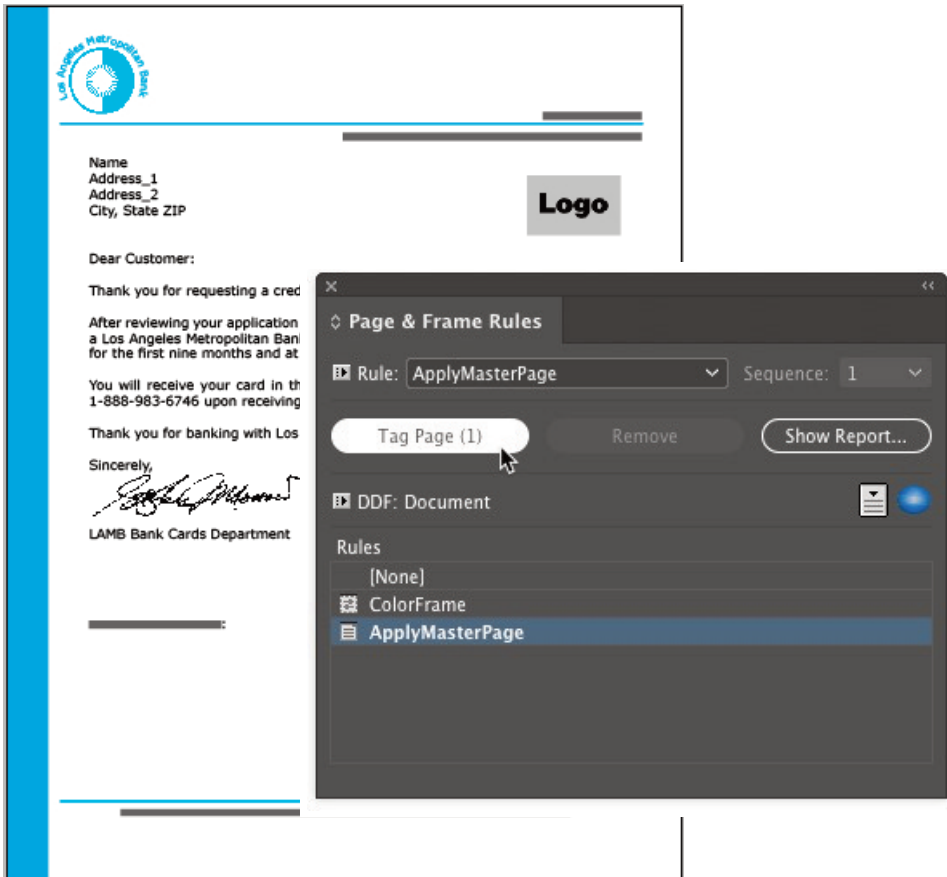 Los Angeles Metropolitan Bank
Name
Address_1
Address_2
City, State ZIP
Logo
Dear Customer:
Thank you for requesting a cred
After reviewing your application
a Los Angeles Metropolitan Ban
for the first nine months and at
You will receive your card in th
1-888-983-6746 upon receiving
Thank you for banking with Los
Sincerely,
LAMB Bank Cards Department
Page & Frame Rules
Rule: ApplyMasterPage
Sequence: 1
Tag Page (1)
Remove
Show Report...
DDF: Document
Rules
[None]
ColorFrame
ApplyMasterPage